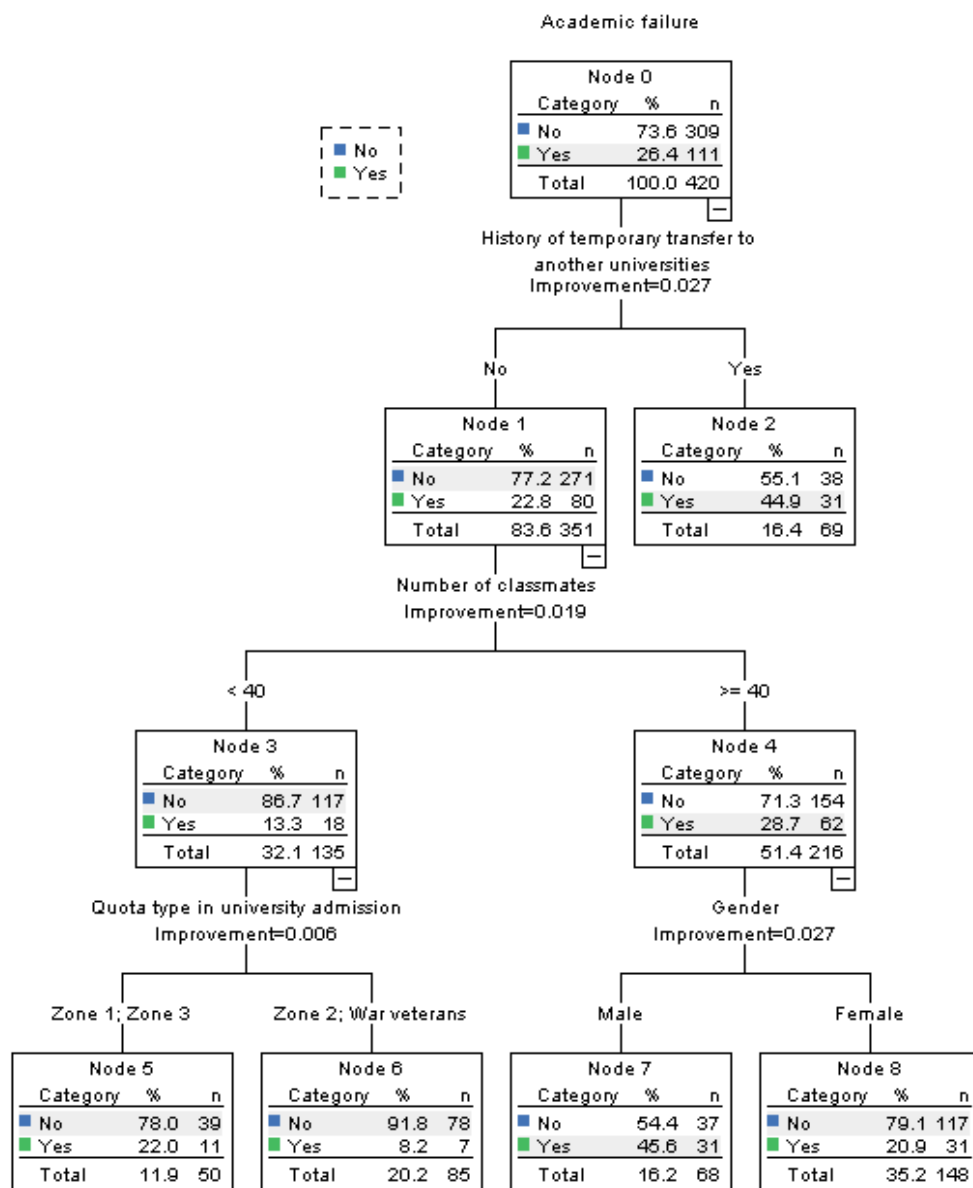 Academic failure
Node 0
Category % n
No 73.6 309
Yes 26.4 111
Total 100.0 420
No
Yes
History of temporary transfer to
another universities
Improvement=0.027
No
Yes
Node 1
Category % n
No 77.2 271
Yes 22.8 80
Total 83.6 351
Node 2
Category % n
No 55.1 38
Yes 44.9 31
Total 16.4 69
Number of classmates
Improvement=0.019
< 40
>= 40
Node 3
Category % n
No 86.7 117
Yes 13.3 18
Total 32.1 135
Node 4
Category % n
No 71.3 154
Yes 28.7 62
Total 51.4 216
Quota type in university admission
Improvement=0.006
Gender
Improvement=0.027
Zone 1; Zone 3
Zone 2; War veterans
Male
Female
Node 5
Category % n
No 78.0 39
Yes 22.0 11
Total 11.9 50
Node 6
Category % n
No 91.8 78
Yes 8.2 7
Total 20.2 85
Node 7
Category % n
No 54.4 37
Yes 45.6 31
Total 16.2 68
Node 8
Category % n
No 79.1 117
Yes 20.9 31
Total 35.2 148